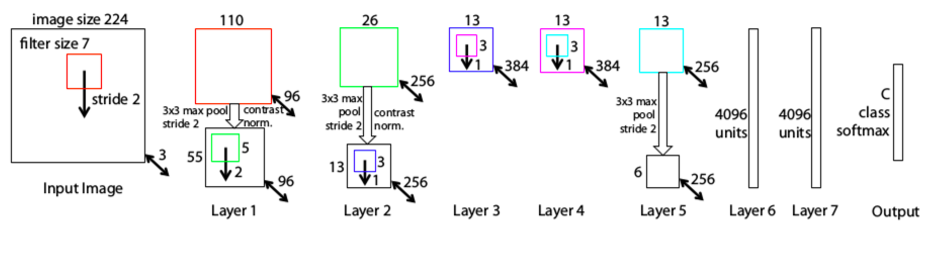 image size 224
filter size 7
stride 2
3
Input Image
110
96
3x3 max pool
stride 2
contrast
norm.
55
5
2
96
Layer 1
26
256
3x3 max
pool
stride 2
contrast
norm.
13
3
1
256
Layer 2
13
3
1
384
Layer 3
13
3
1
384
Layer 4
13
256
3x3 max
pool
stride 2
6
256
Layer 5
4096
units
Layer 6
4096
units
Layer 7
C
class
softmax
Output